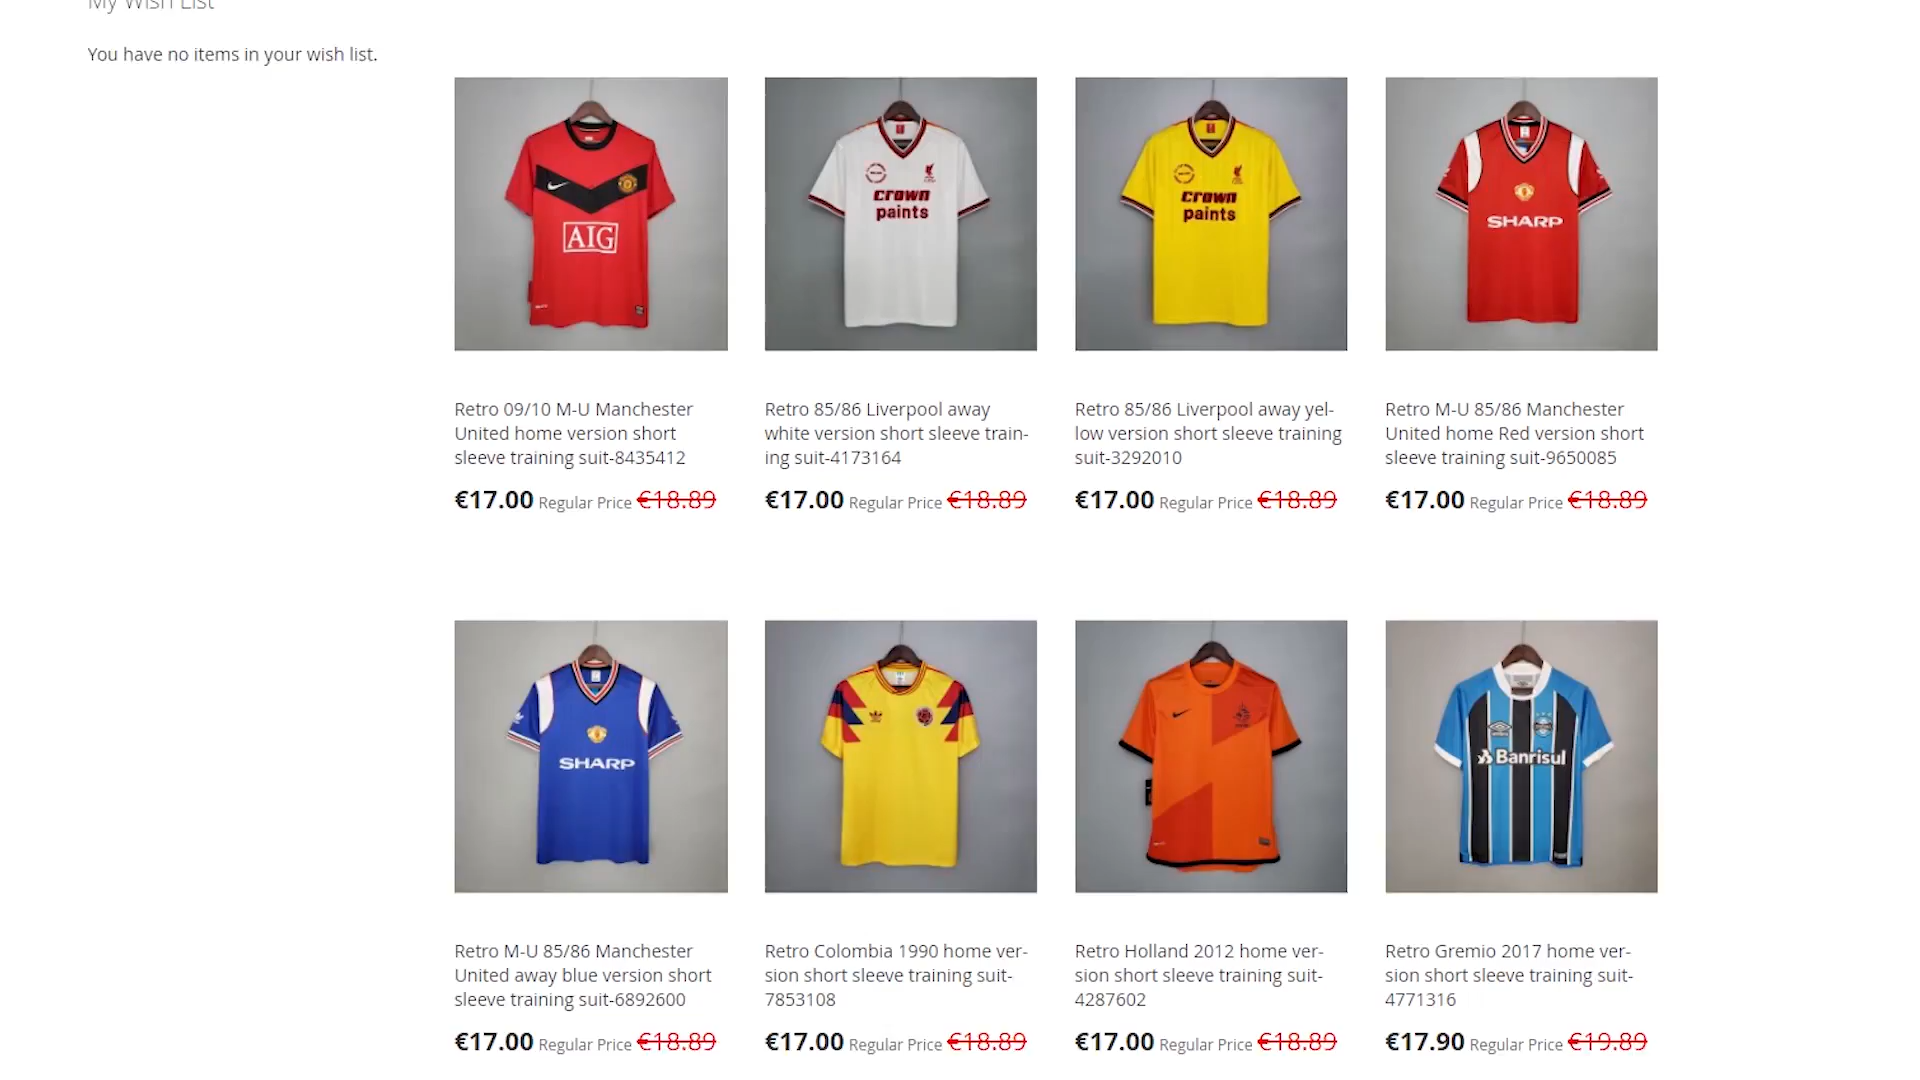 My Wish List
You have no items in your wish list.
AIG
crown
paints
crown
paints
SHARP
Retro 09/10 M-U Manchester
United home version short
sleeve training suit-8435412
€17.00 Regular Price €18.89
Retro 85/86 Liverpool away
white version short sleeve train-
ing suit-4173164
€17.00 Regular Price €18.89
Retro 85/86 Liverpool away yel-
low version short sleeve training
suit-3292010
€17.00 Regular Price €18.89
Retro M-U 85/86 Manchester
United home Red version short
sleeve training suit-9650085
€17.00 Regular Price €18.89
SHARP
Banrisul
Retro M-U 85/86 Manchester
United away blue version short
sleeve training suit-6892600
€17.00 Regular Price €18.89
Retro Colombia 1990 home ver-
sion short sleeve training suit-
7853108
€17.00 Regular Price €18.89
Retro Holland 2012 home ver-
sion short sleeve training suit-
4287602
€17.00 Regular Price €18.89
Retro Gremio 2017 home ver-
sion short sleeve training suit-
4771316
€17.90 Regular Price €19.89